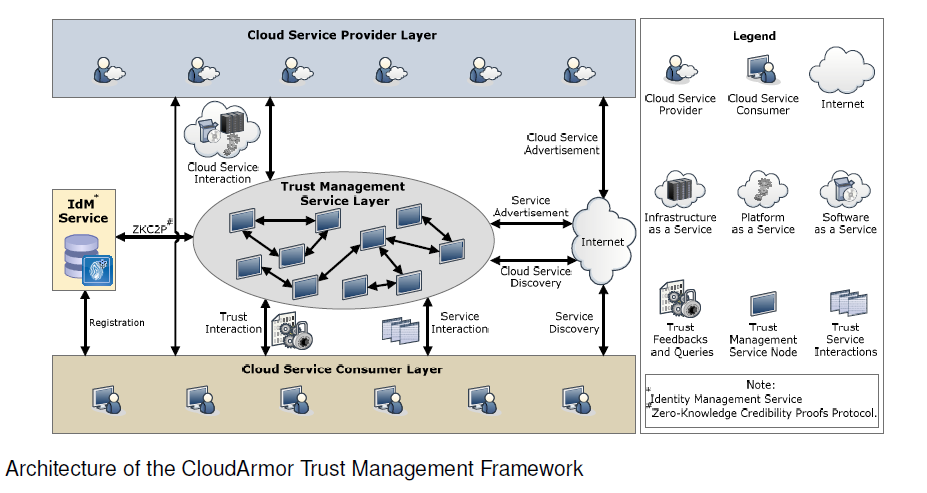 Cloud Service Provider Layer
Cloud Service
Interaction
Cloud Service
Advertisement
IdM*
Service
ZKC2P#
Trust Management
Service Layer
Service
Advertisement
Internet
Cloud Service
Discovery
Registration
Trust
Interaction
Service
Interaction
Service
Discovery
Cloud Service Consumer Layer
Legend
Cloud Service
Provider
Cloud Service
Consumer
Internet
Infrastructure
as a Service
Platform
as a Service
Software
as a Service
Trust
Feedbacks
and Queries
Trust
Management
Service Node
Trust
Service
Interactions
Note:
*Identity Management Service
#Zero-Knowledge Credibility Proofs Protocol.
Architecture of the CloudArmor Trust Management Framework